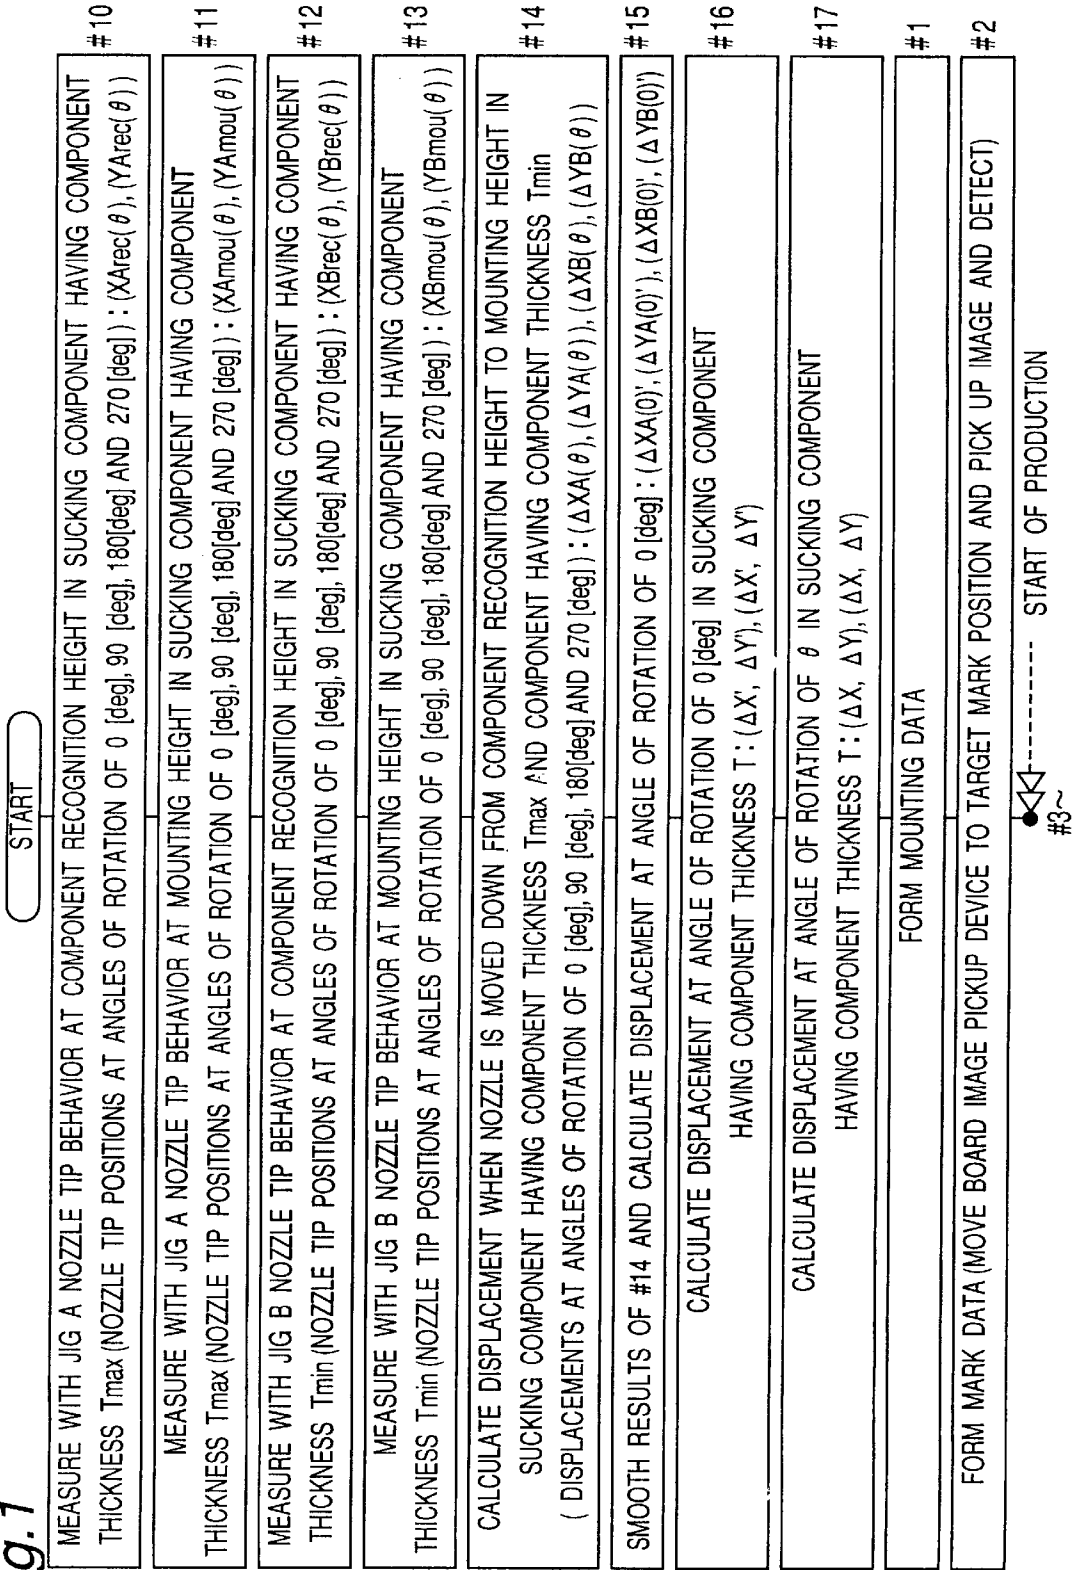 g.1
START
MEASURE WITH JIG A NOZZLE TIP BEHAVIOR AT COMPONENT RECOGNITION HEIGHT IN SUCKING COMPONENT HAVING COMPONENT
THICKNESS Tmax (NOZZLE TIP POSITIONS AT ANGLES OF ROTATION OF 0 [deg], 90 [deg], 180[deg] AND 270 [deg]) : (XArec(θ), (YArec(θ))
#10
MEASURE WITH JIG A NOZZLE TIP BEHAVIOR AT MOUNTING HEIGHT IN SUCKING COMPONENT HAVING COMPONENT
THICKNESS Tmax (NOZZLE TIP POSITIONS AT ANGLES OF ROTATION OF 0 [deg], 90 [deg], 180[deg] AND 270 [deg]) : (XAmou(θ), (YAmou(θ))
#11
MEASURE WITH JIG B NOZZLE TIP BEHAVIOR AT COMPONENT RECOGNITION HEIGHT IN SUCKING COMPONENT HAVING COMPONENT
THICKNESS Tmin (NOZZLE TIP POSITIONS AT ANGLES OF ROTATION OF 0 [deg], 90 [deg], 180[deg] AND 270 [deg]) : (XBrec(θ), (YBrec(θ))
#12
MEASURE WITH JIG B NOZZLE TIP BEHAVIOR AT MOUNTING HEIGHT IN SUCKING COMPONENT HAVING COMPONENT
THICKNESS Tmin (NOZZLE TIP POSITIONS AT ANGLES OF ROTATION OF 0 [deg], 90 [deg], 180[deg] AND 270 [deg]) : (XBmou(θ), (YBmou(θ))
#13
CALCULATE DISPLACEMENT WHEN NOZZLE IS MOVED DOWN FROM COMPONENT RECOGNITION HEIGHT TO MOUNTING HEIGHT IN
SUCKING COMPONENT HAVING COMPONENT THICKNESS Tmax AND COMPONENT HAVING COMPONENT THICKNESS Tmin
( DISPLACEMENTS AT ANGLES OF ROTATION OF 0 [deg], 90 [deg], 180[deg] AND 270 [deg]) : (ΔXA(θ), (ΔYA(θ)), (ΔXB(θ), (ΔYB(θ))
#14
SMOOTH RESULTS OF #14 AND CALCULATE DISPLACEMENT AT ANGLE OF ROTATION OF 0 [deg] : (ΔXA(0)', (ΔYA(0)'), (ΔXB(0)', (ΔYB(0)')
#15
CALCULATE DISPLACEMENT AT ANGLE OF ROTATION OF 0[deg] IN SUCKING COMPONENT
HAVING COMPONENT THICKNESS T : (ΔX', ΔY'), (ΔX', ΔY')
#16
CALCULATE DISPLACEMENT AT ANGLE OF ROTATION OF θ IN SUCKING COMPONENT
HAVING COMPONENT THICKNESS T : (ΔX, ΔY), (ΔX, ΔY)
#17
FORM MOUNTING DATA
#1
FORM MARK DATA (MOVE BOARD IMAGE PICKUP DEVICE TO TARGET MARK POSITION AND PICK UP IMAGE AND DETECT)
#2
START OF PRODUCTION
#3~